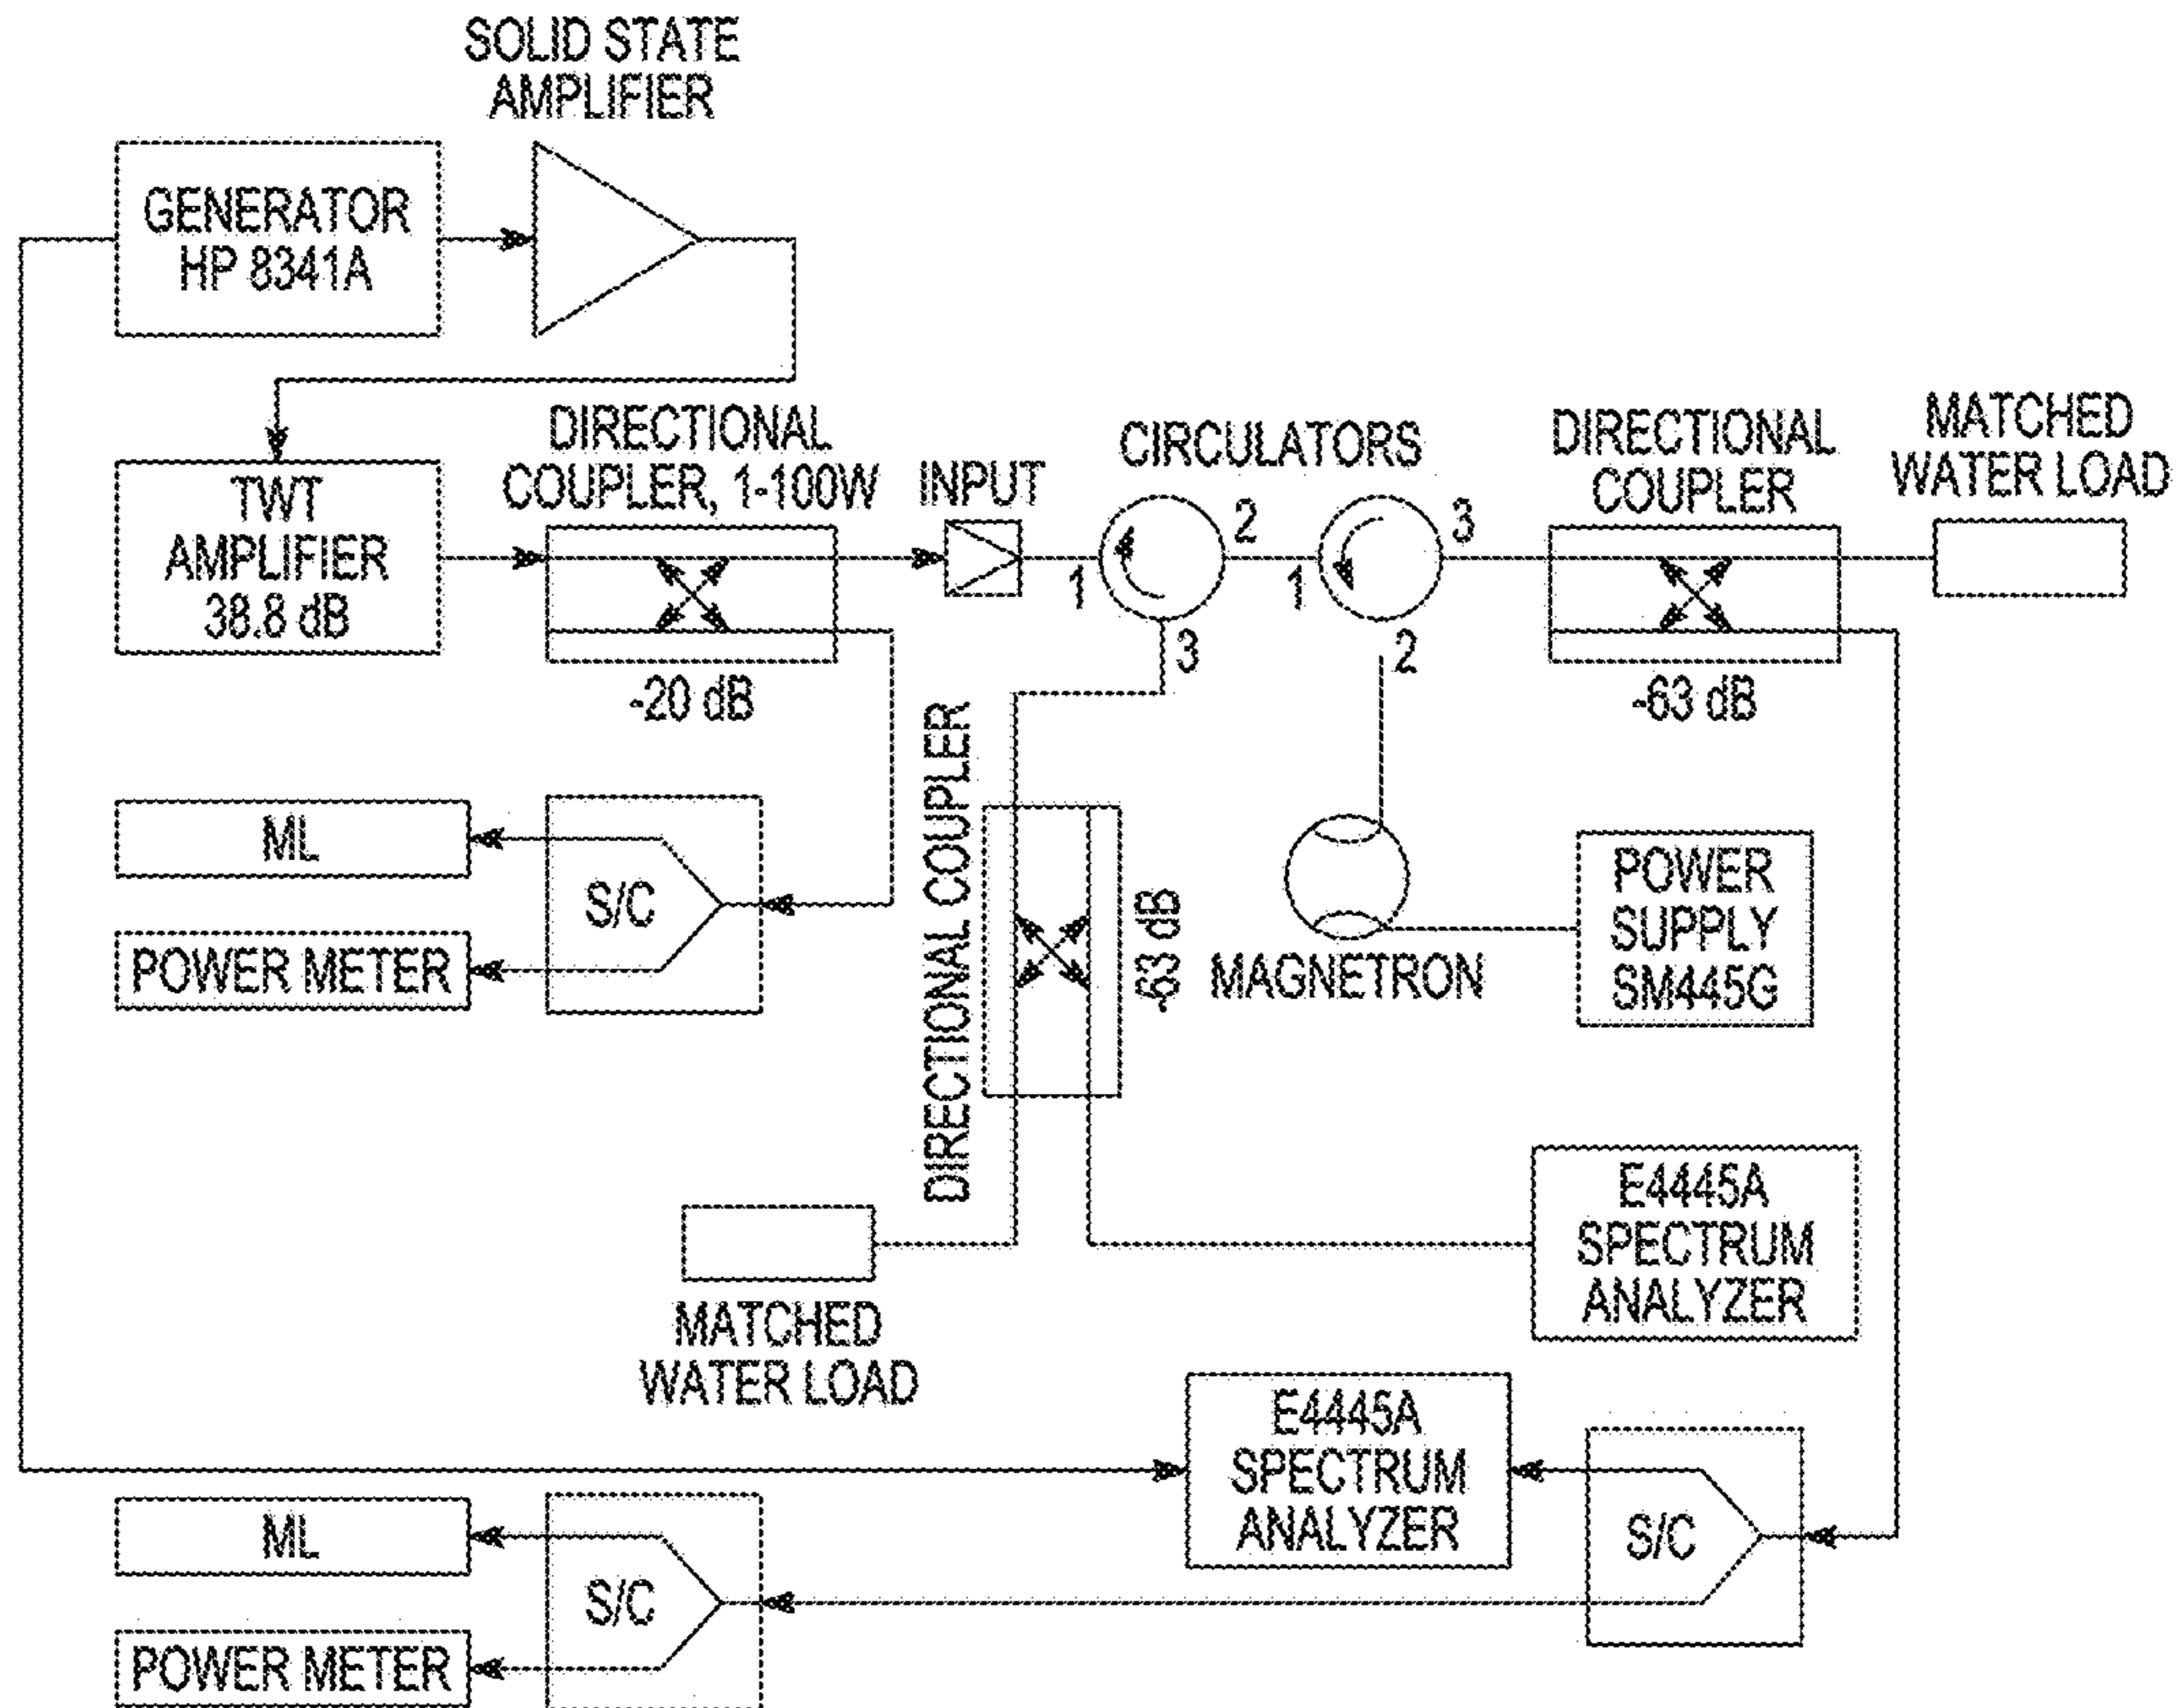 SOLID STATE
AMPLIFIER
GENERATOR
HP 8341A
TWT
AMPLIFIER
38.8 dB
DIRECTIONAL
COUPLER, 1-100W
-20 dB
INPUT
CIRCULATORS
1
2
3
1
3
2
DIRECTIONAL
COUPLER
-63 dB
MATCHED
WATER LOAD
ML
S/C
POWER METER
DIRECTIONAL COUPLER
-63 dB
MAGNETRON
POWER
SUPPLY
SM445G
E4445A
SPECTRUM
ANALYZER
MATCHED
WATER LOAD
E4445A
SPECTRUM
ANALYZER
S/C
ML
S/C
POWER METER